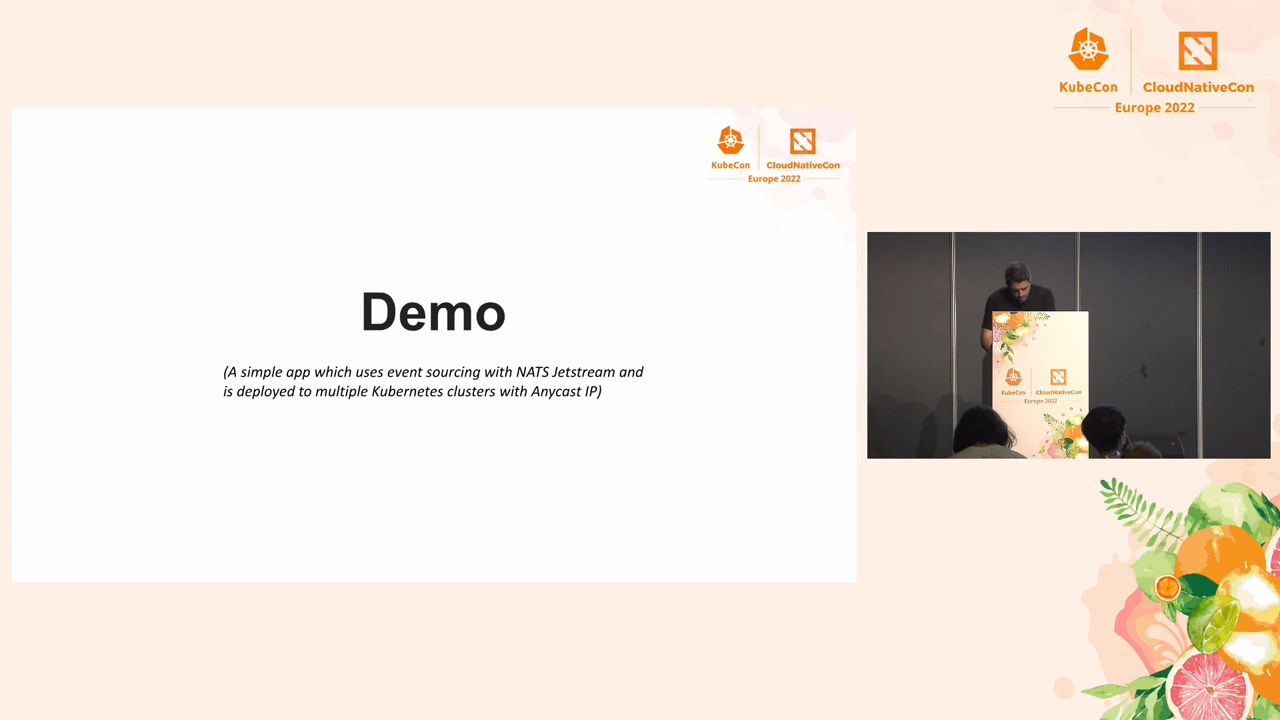 KubeCon
CloudNativeCon
Europe 2022
KubeCon
CloudNativeCon
Europe 2022
Demo
(A simple app which uses event sourcing with NATS Jetstream and
is deployed to multiple Kubernetes clusters with Anycast IP)
KubeCon
CloudNativeCon
Europe 2022